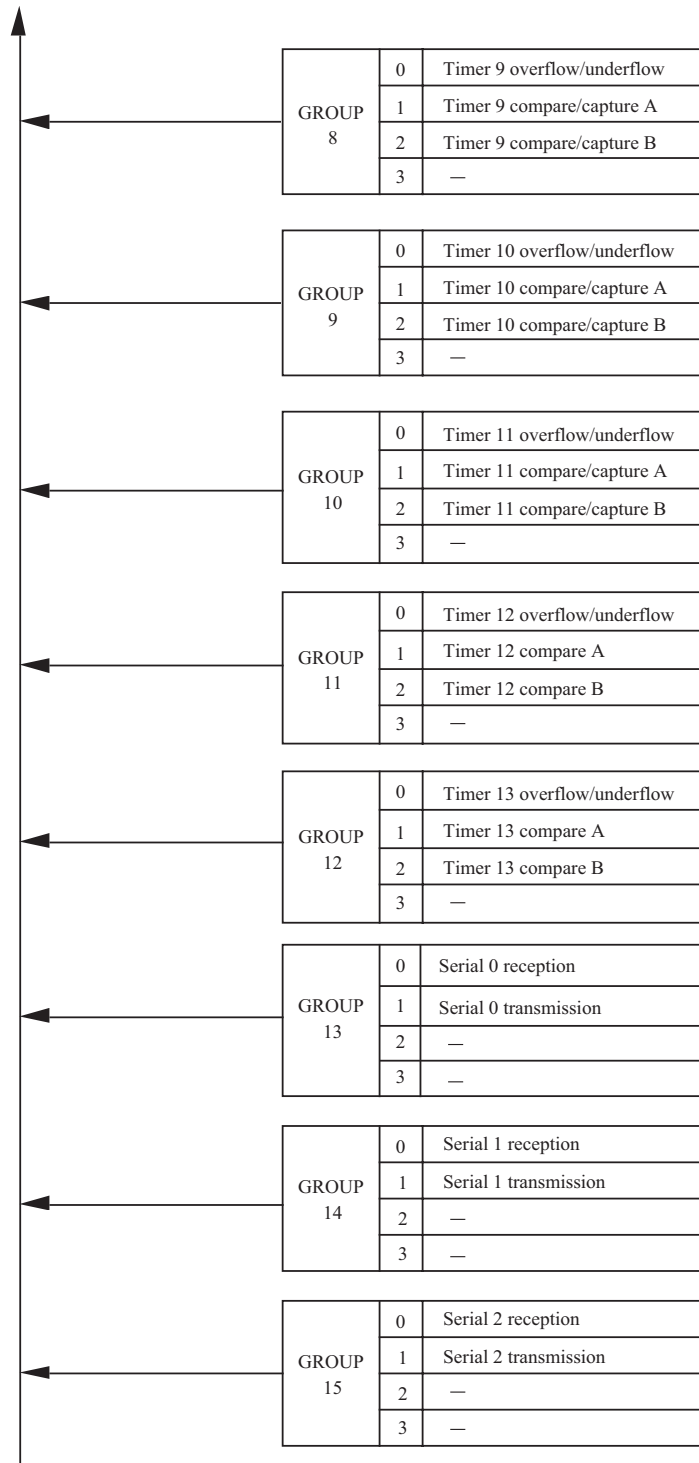 0 Timer 9 overflow/underflow
GROUP 8
1 Timer 9 compare/capture A
2 Timer 9 compare/capture B
3 —
0 Timer 10 overflow/underflow
GROUP 9
1 Timer 10 compare/capture A
2 Timer 10 compare/capture B
3 —
0 Timer 11 overflow/underflow
GROUP 10
1 Timer 11 compare/capture A
2 Timer 11 compare/capture B
3 —
0 Timer 12 overflow/underflow
GROUP 11
1 Timer 12 compare A
2 Timer 12 compare B
3 —
0 Timer 13 overflow/underflow
GROUP 12
1 Timer 13 compare A
2 Timer 13 compare B
3 —
0 Serial 0 reception
GROUP 13
1 Serial 0 transmission
2 —
3 —
0 Serial 1 reception
GROUP 14
1 Serial 1 transmission
2 —
3 —
0 Serial 2 reception
GROUP 15
1 Serial 2 transmission
2 —
3 —